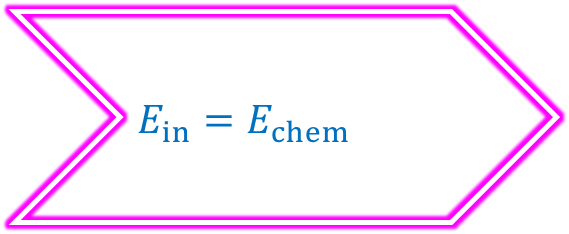 E_in = E_chem